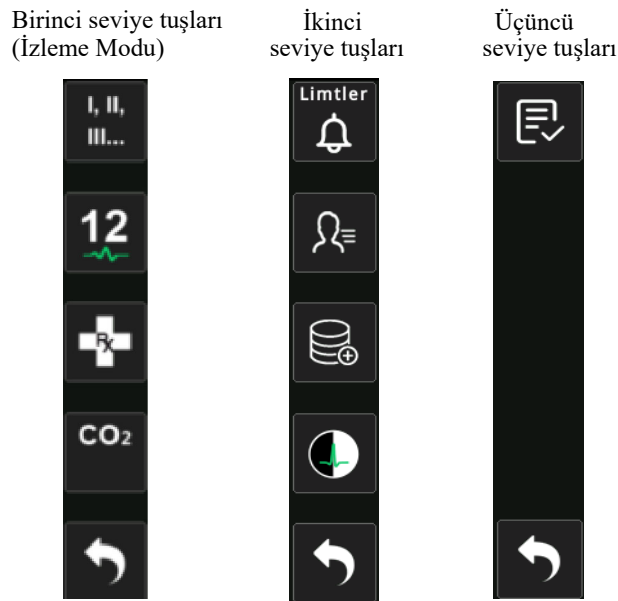 Birinci seviye tuşları
(İzleme Modu)
İkinci
seviye tuşları
Üçüncü
seviye tuşları
I, II,
III...
12
Rx
CO2
Limtler